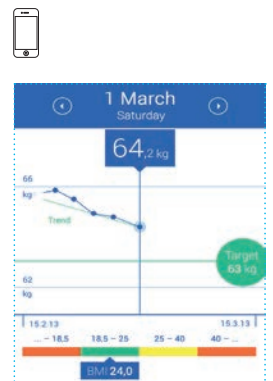 1 March
Saturday
64,2 kg
66
kg
Trend
Target
63 kg
62
kg
15.2.13 15.3.13
... – 18,5 18,5 – 25 25 – 40 40 – ...
BMI 24,0